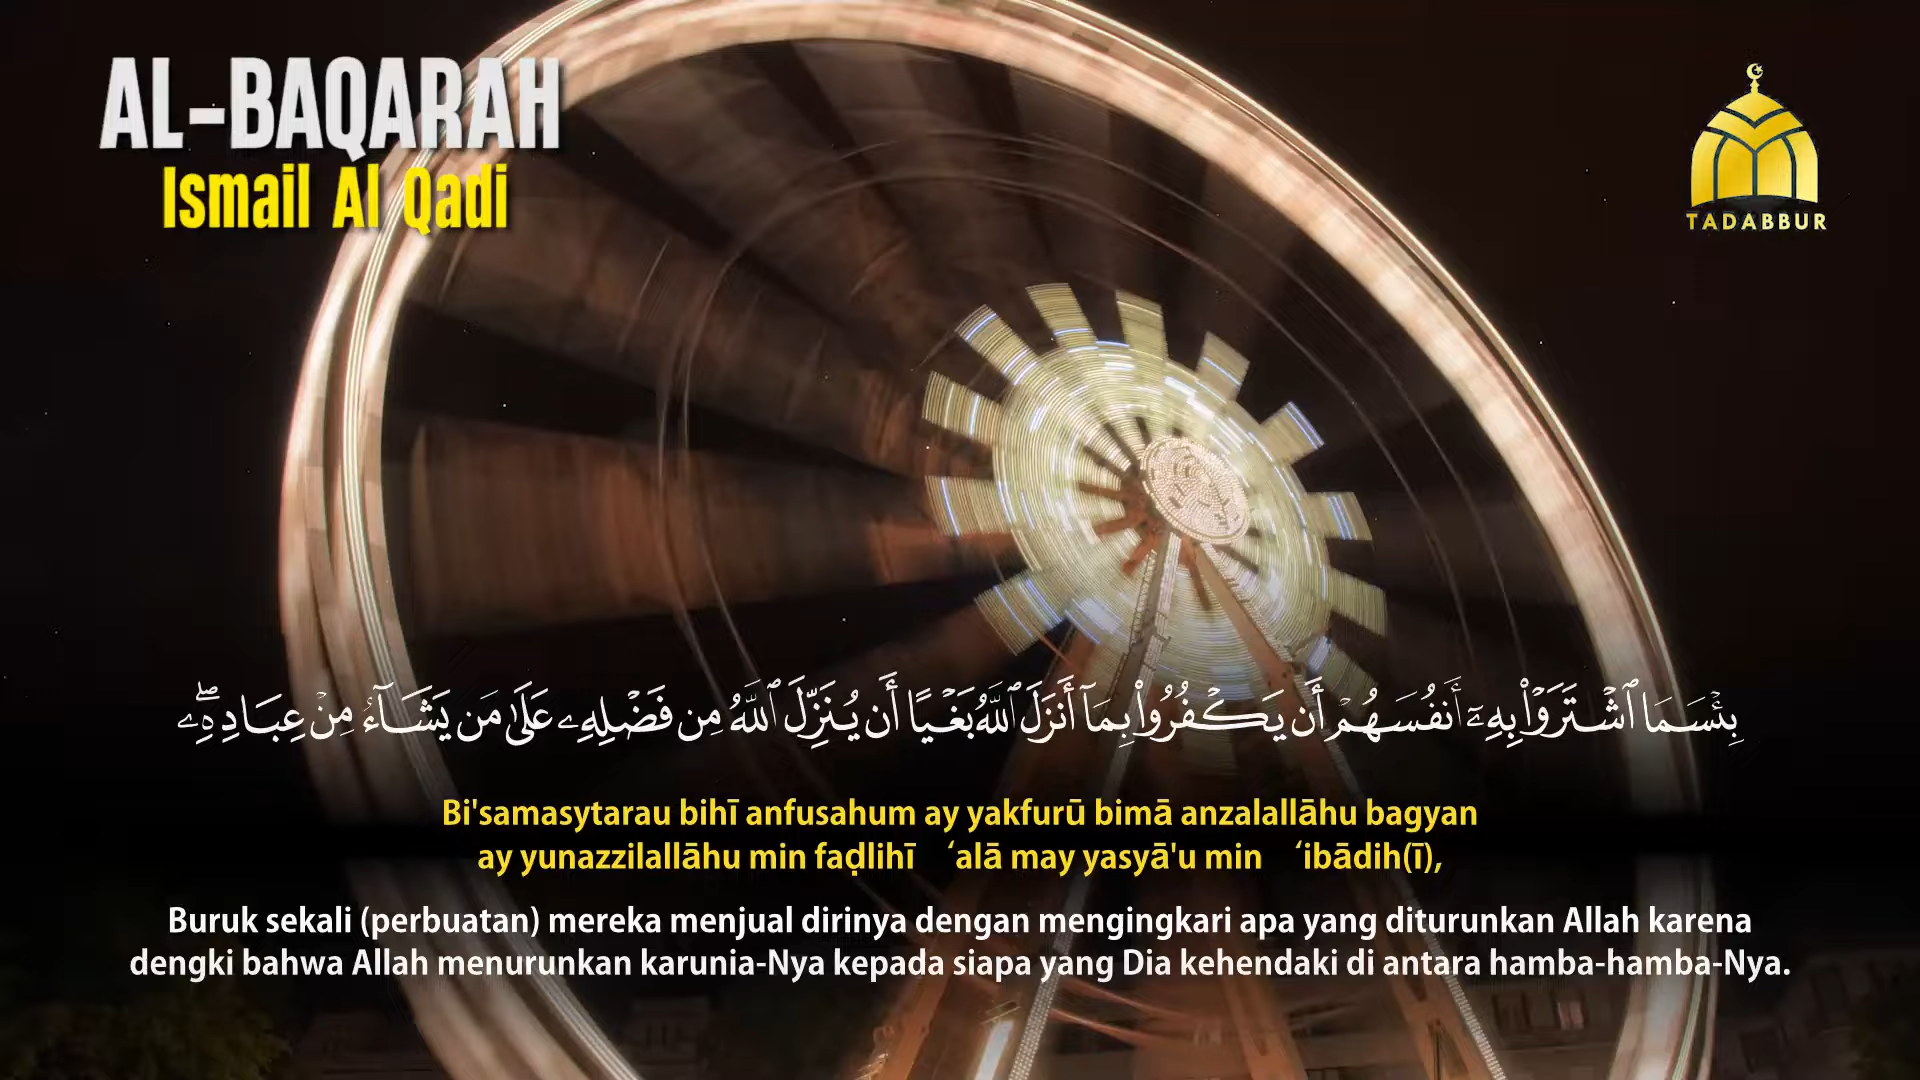 AL-BAQARAH
Ismail Al Qadi
TADABBUR
بِئْسَمَا ٱشْتَرَوْا۟ بِهِۦٓ أَنفُسَهُمْ أَن يَكْفُرُوا۟ بِمَآ أَنزَلَ ٱللَّهُ بَغْيًا أَن يُنَزِّلَ ٱللَّهُ مِن فَضْلِهِۦ عَلَىٰ مَن يَشَآءُ مِنْ عِبَادِهِۦ ۖ
Bi'samasytarau bihī anfusahum ay yakfurū bimā anzalallāhu bagyan
ay yunazzilallāhu min faḍlihī ‘alā may yasyā'u min ‘ibādih(ī),
Buruk sekali (perbuatan) mereka menjual dirinya dengan mengingkari apa yang diturunkan Allah karena
dengki bahwa Allah menurunkan karunia-Nya kepada siapa yang Dia kehendaki di antara hamba-hamba-Nya.